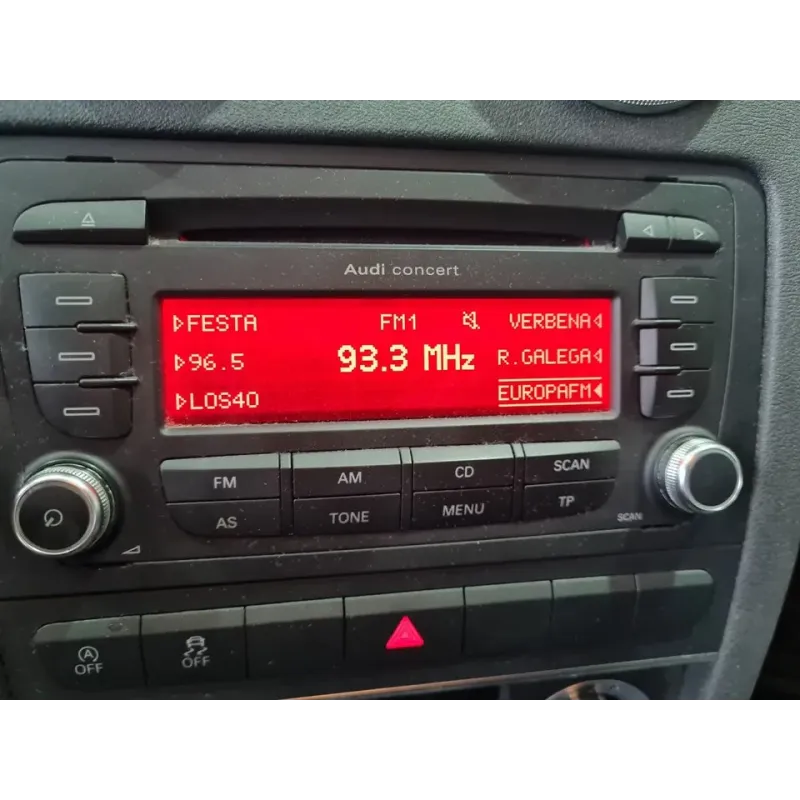 Audi concert
FESTA FM1 VERBENA
96.5 93.3 MHz R.GALEGA
LOS40 EUROPAFM
FM AM CD SCAN
AS TONE MENU TP
SCAN
A OFF OFF